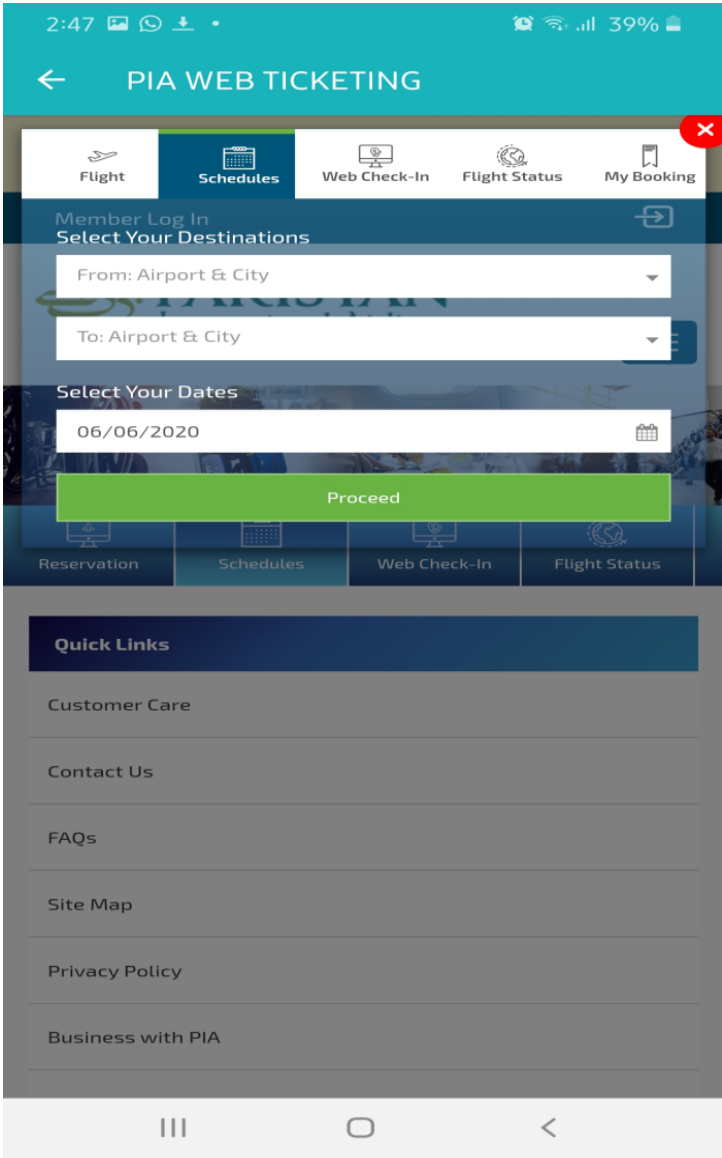 2:47 39%
PIA WEB TICKETING
Flight Schedules Web Check-In Flight Status My Booking
Member Log In
Select Your Destinations
From: Airport & City
PAKISTAN
To: Airport & City
Select Your Dates
06/06/2020
Proceed
Reservation Schedules Web Check-In Flight Status
Quick Links
Customer Care
Contact Us
FAQs
Site Map
Privacy Policy
Business with PIA